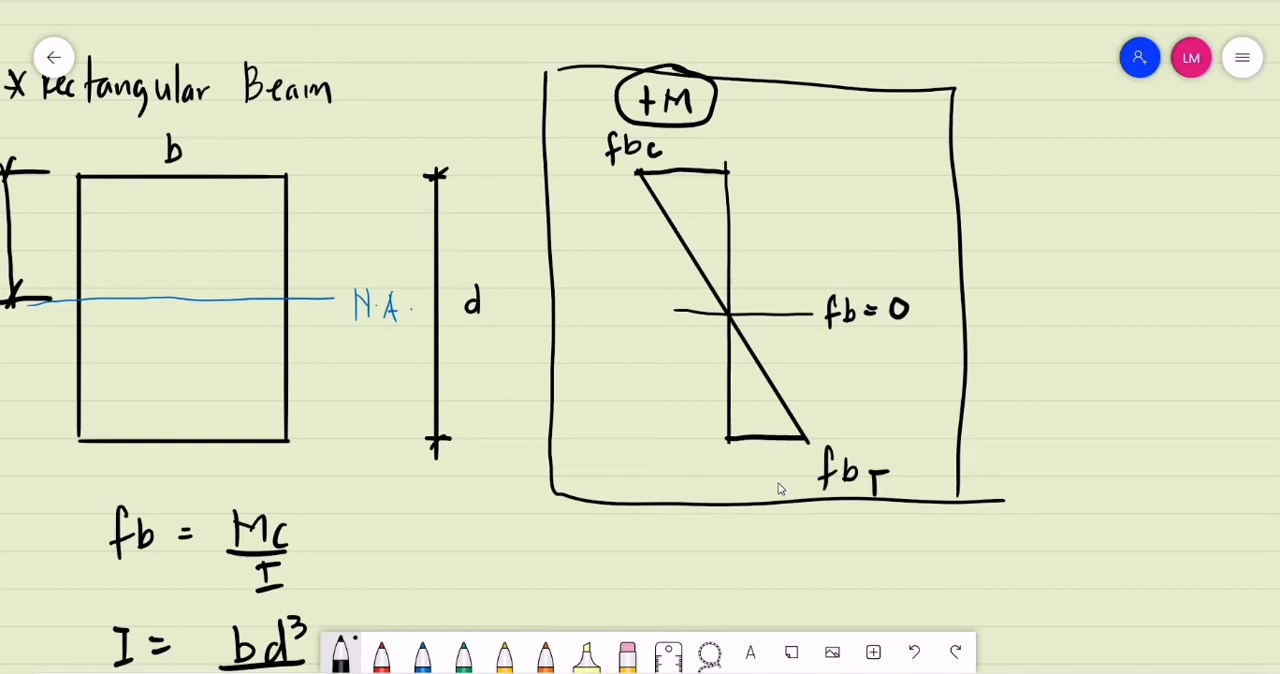 * Rectangular Beam
b
N.A.
d
+M
fbc
fb = 0
fbT
fb = Mc
I
I = bd³
LM
A